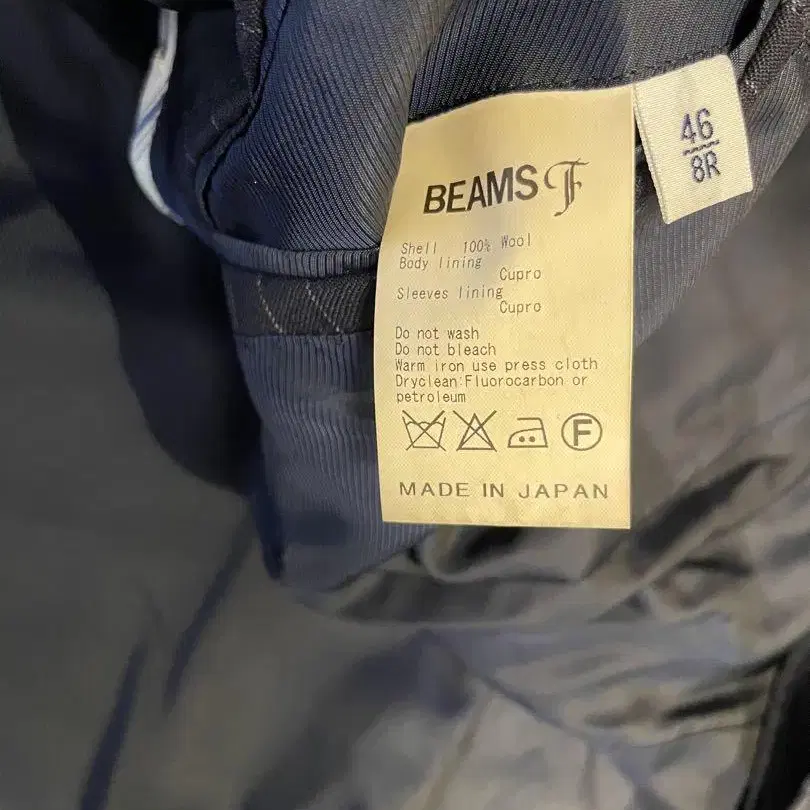 46
8R
BEAMS F
Shell 100% Wool
Body lining
Cupro
Sleeves lining
Cupro
Do not wash
Do not bleach
Warm iron use press cloth
Dryclean:Fluorocarbon or
petroleum
F
MADE IN JAPAN